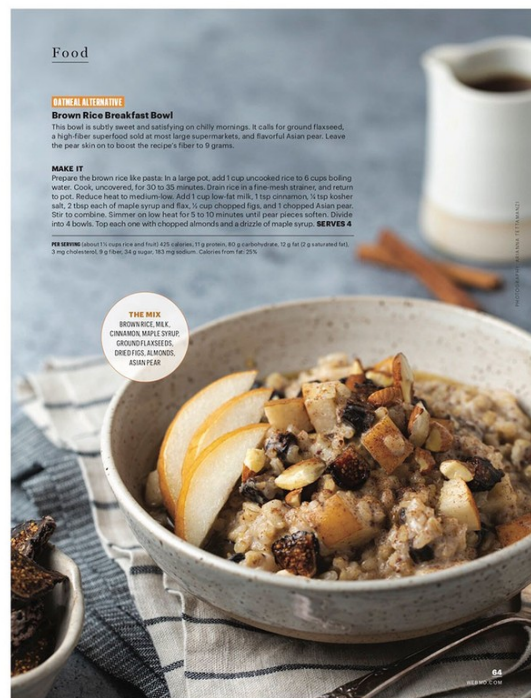 Food
OATMEAL ALTERNATIVE
Brown Rice Breakfast Bowl
This bowl is subtly sweet and satisfying on chilly mornings. It calls for ground flaxseed,
a high-fiber superfood sold at most large supermarkets, and flavorful Asian pear. Leave
the pear skin on to boost the recipe's fiber to 9 grams.
MAKE IT
Prepare the brown rice like pasta: In a large pot, add 1 cup uncooked rice to 6 cups boiling
water. Cook, uncovered, for 30 to 35 minutes. Drain rice in a fine-mesh strainer, and return
to pot. Reduce heat to medium-low. Add 1 cup low-fat milk, 1 tsp cinnamon, ¼ tsp kosher
salt, 2 tbsp each of maple syrup and flax, ½ cup chopped figs, and 1 chopped Asian pear.
Stir to combine. Simmer on low heat for 5 to 10 minutes until pear pieces soften. Divide
into 4 bowls. Top each one with chopped almonds and a drizzle of maple syrup. SERVES 4
PER SERVING (about 1½ cups rice and fruit) 425 calories, 11 g protein, 80 g carbohydrate, 12 g fat (2 g saturated fat),
3 mg cholesterol, 9 g fiber, 34 g sugar, 183 mg sodium. Calories from fat: 25%
THE MIX
BROWN RICE, MILK,
CINNAMON, MAPLE SYRUP,
GROUND FLAXSEEDS,
DRIED FIGS, ALMONDS,
ASIAN PEAR
64
WEBMD.COM